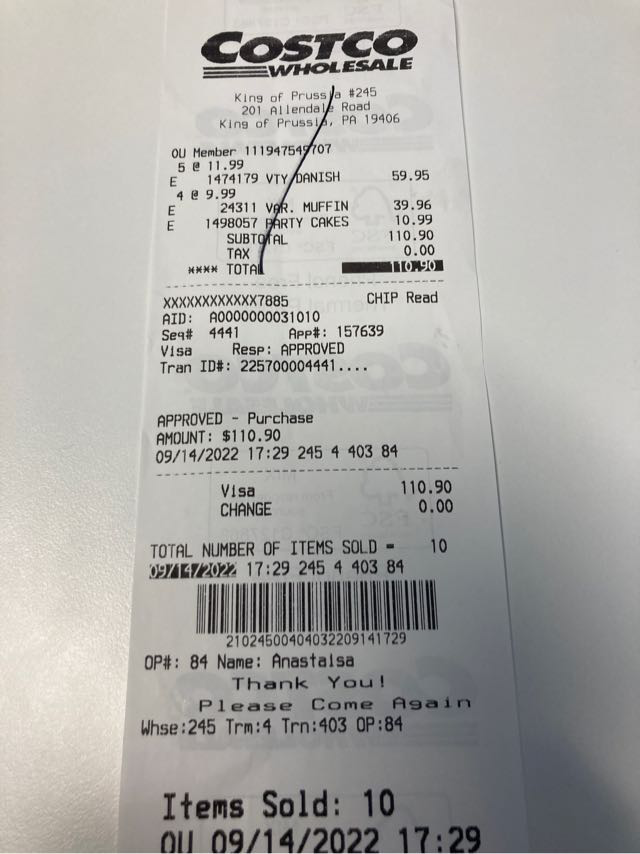 COSTCO
WHOLESALE
King of Prussia #245
201 Allendale Road
King of Prussia, PA 19406
OU Member 111947549707
5 @ 11.99
E 1474179 VTY DANISH 59.95
4 @ 9.99
E 24311 VAR. MUFFIN 39.96
E 1498057 PARTY CAKES 10.99
SUBTOTAL 110.90
TAX 0.00
**** TOTAL 110.90
XXXXXXXXXXXX7885 CHIP Read
AID: A0000000031010
Seq# 4441 App#: 157639
Visa Resp: APPROVED
Tran ID#: 225700004441....
APPROVED - Purchase
AMOUNT: $110.90
09/14/2022 17:29 245 4 403 84
Visa 110.90
CHANGE 0.00
TOTAL NUMBER OF ITEMS SOLD = 10
09/14/2022 17:29 245 4 403 84
21024500404032209141729
OP#: 84 Name: Anastaisa
Thank You!
Please Come Again
Whse:245 Trm:4 Trn:403 OP:84
Items Sold: 10
OU 09/14/2022 17:29